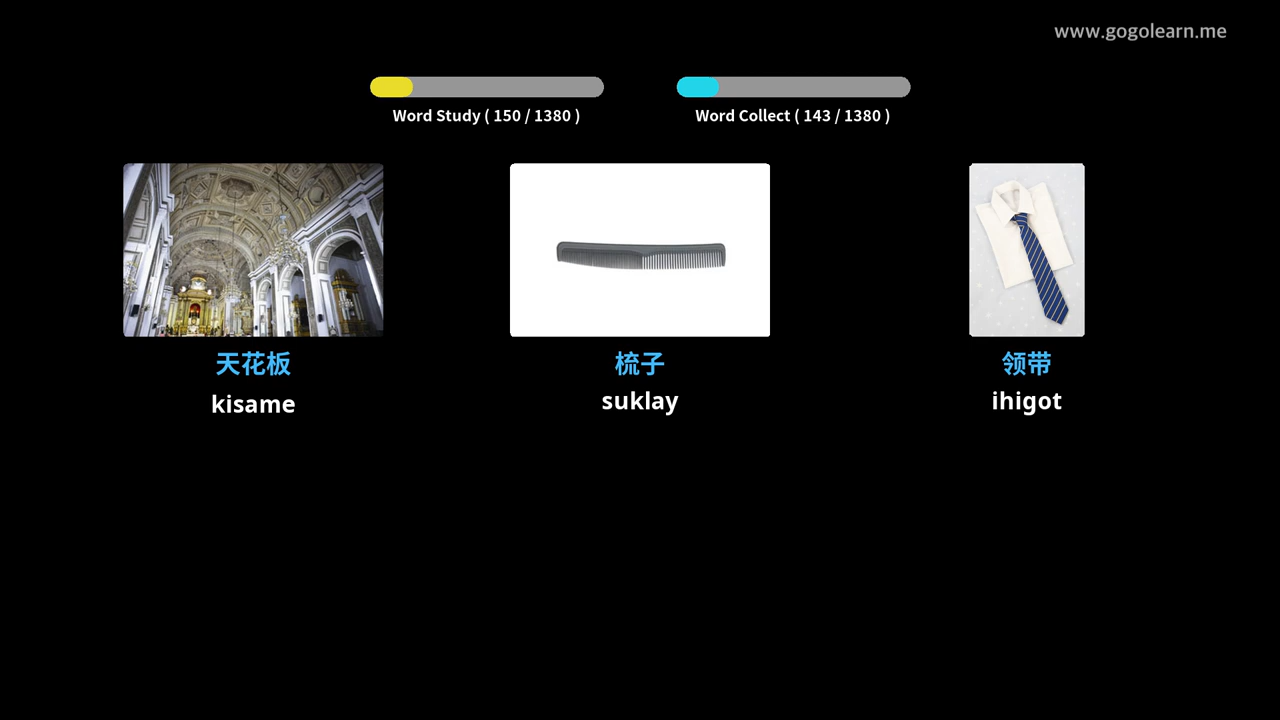 www.gogolearn.me
Word Study ( 150 / 1380 )
Word Collect ( 143 / 1380 )
天花板
kisame
梳子
suklay
领带
ihigot